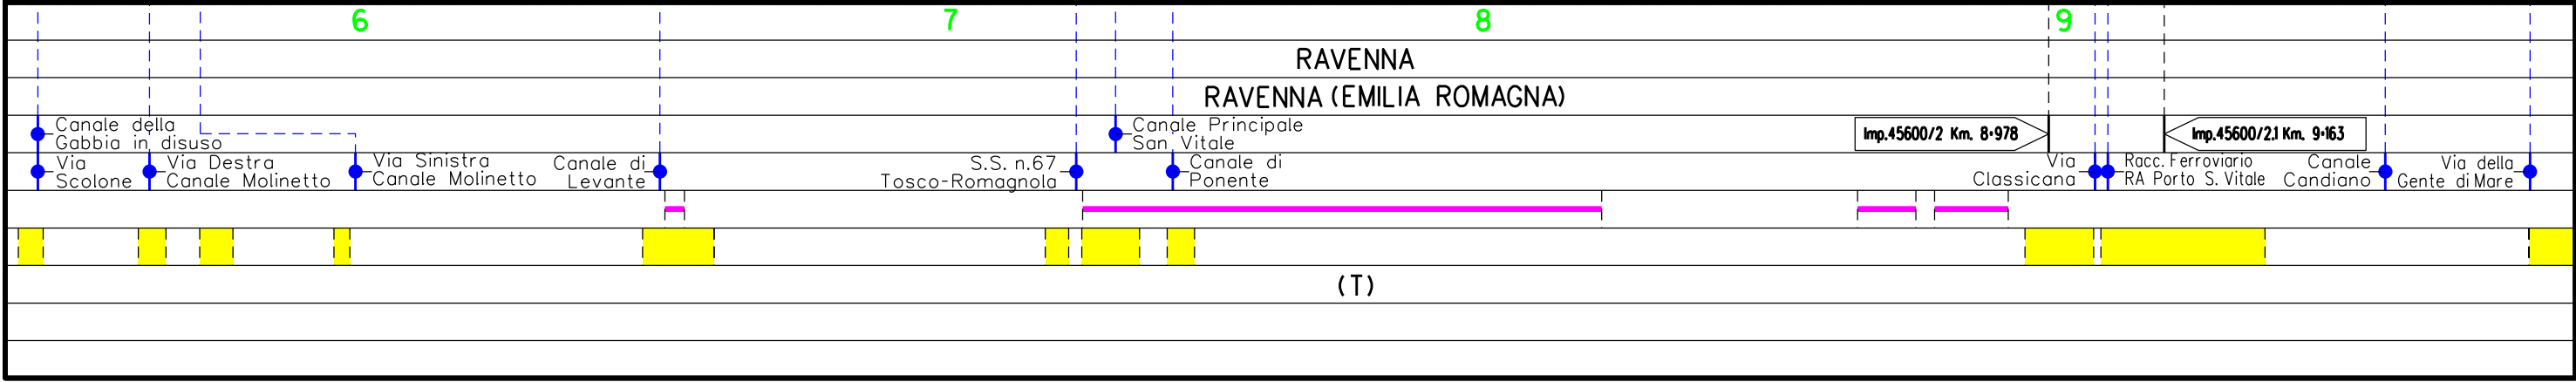 6 7 8 9
RAVENNA
RAVENNA (EMILIA ROMAGNA)
Canale della
Gabbia in disuso
Canale Principale
San Vitale
Imp.45600/2 Km. 8+978
Imp.45600/2.1 Km. 9+163
Via
Scolone
Via Destra
Canale Molinetto
Via Sinistra
Canale Molinetto
Canale di
Levante
S.S. n.67
Tosco-Romagnola
Canale di
Ponente
Via
Classicana
Racc. Ferroviario
RA Porto S. Vitale
Canale
Candiano
Via della
Gente di Mare
(T)